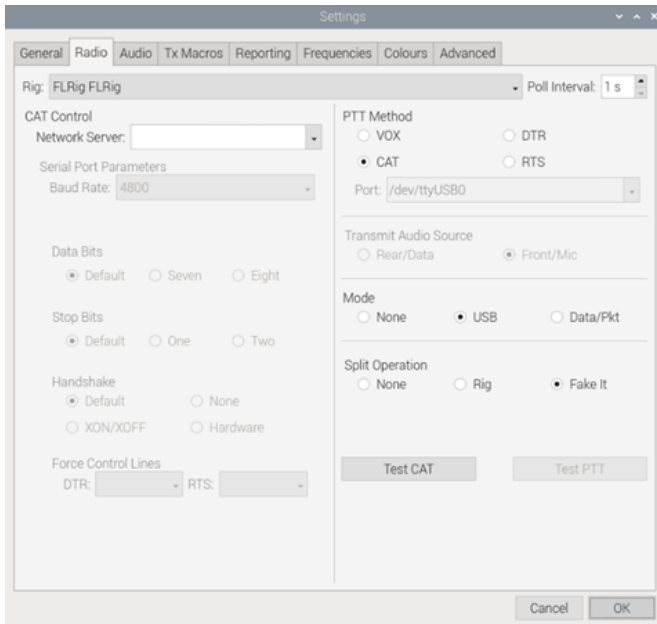 Settings
General Radio Audio Tx Macros Reporting Frequencies Colours Advanced
Rig: FLRig FLRig Poll Interval: 1 s
CAT Control
Network Server:
Serial Port Parameters
Baud Rate: 4800
Data Bits
Default Seven Eight
Stop Bits
Default One Two
Handshake
Default None
XON/XOFF Hardware
Force Control Lines
DTR: RTS:
PTT Method
VOX DTR
CAT RTS
Port: /dev/ttyUSB0
Transmit Audio Source
Rear/Data Front/Mic
Mode
None USB Data/Pkt
Split Operation
None Rig Fake It
Test CAT Test PTT
Cancel OK